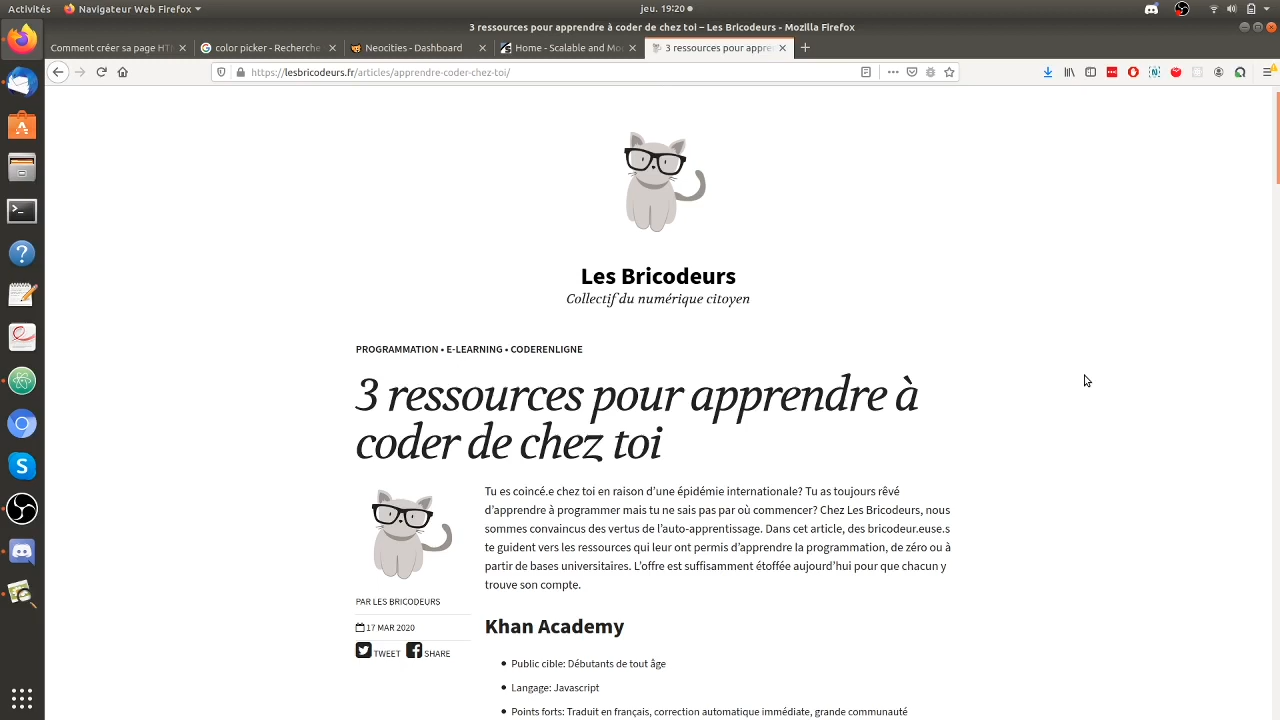 Activités
Navigateur Web Firefox
jeu. 19:20
3 ressources pour apprendre à coder de chez toi – Les Bricodeurs - Mozilla Firefox
Comment créer sa page HT
color picker - Recherche
Neocities - Dashboard
Home - Scalable and Mo
3 ressources pour appre
https://lesbricodeurs.fr/articles/apprendre-coder-chez-toi/
Les Bricodeurs
Collectif du numérique citoyen
PROGRAMMATION • E-LEARNING • CODERENLIGNE
3 ressources pour apprendre à
coder de chez toi
Tu es coincé.e chez toi en raison d'une épidémie internationale? Tu as toujours rêvé
d'apprendre à programmer mais tu ne sais pas par où commencer? Chez Les Bricodeurs, nous
sommes convaincus des vertus de l'auto-apprentissage. Dans cet article, des bricodeur.euse.s
te guident vers les ressources qui leur ont permis d'apprendre la programmation, de zéro ou à
partir de bases universitaires. L'offre est suffisamment étoffée aujourd'hui pour que chacun y
trouve son compte.
PAR LES BRICODEURS
17 MAR 2020
TWEET SHARE
Khan Academy
Public cible: Débutants de tout âge
Langage: Javascript
Points forts: Traduit en français, correction automatique immédiate, grande communauté